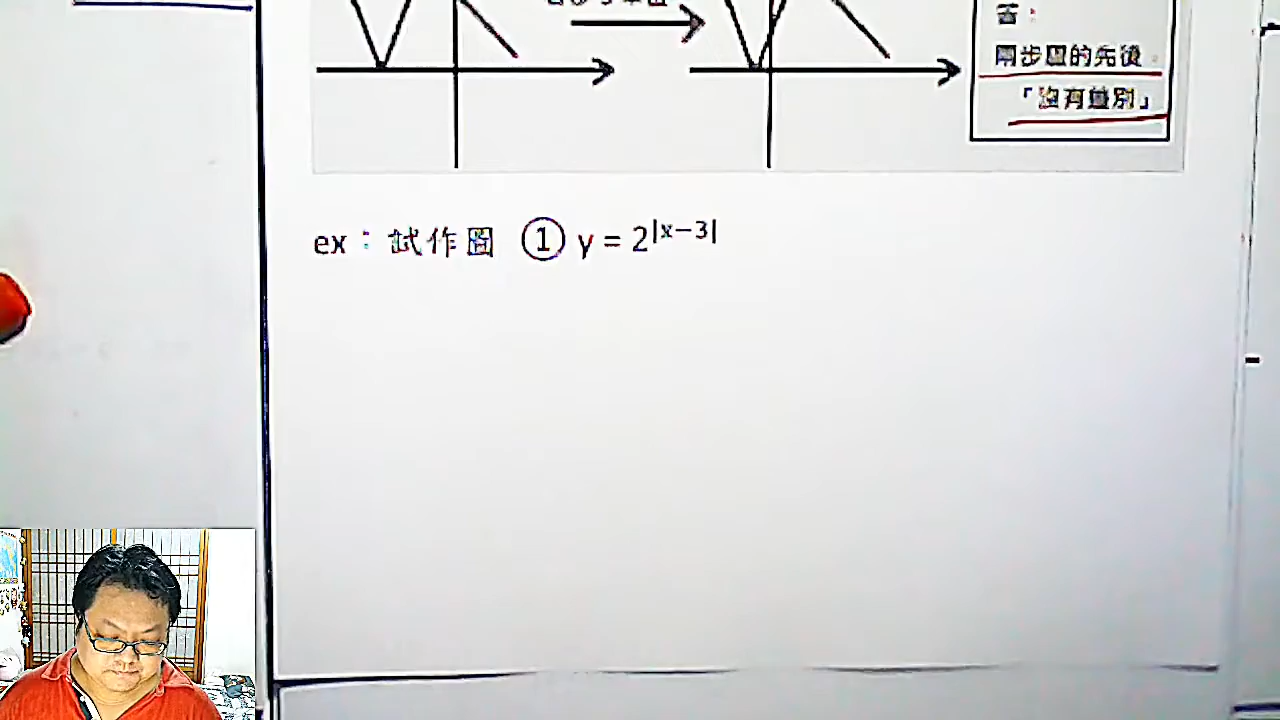 答：
兩步驟的先後
「沒有差別」
ex：試作圖 ① y = 2^|x−3|